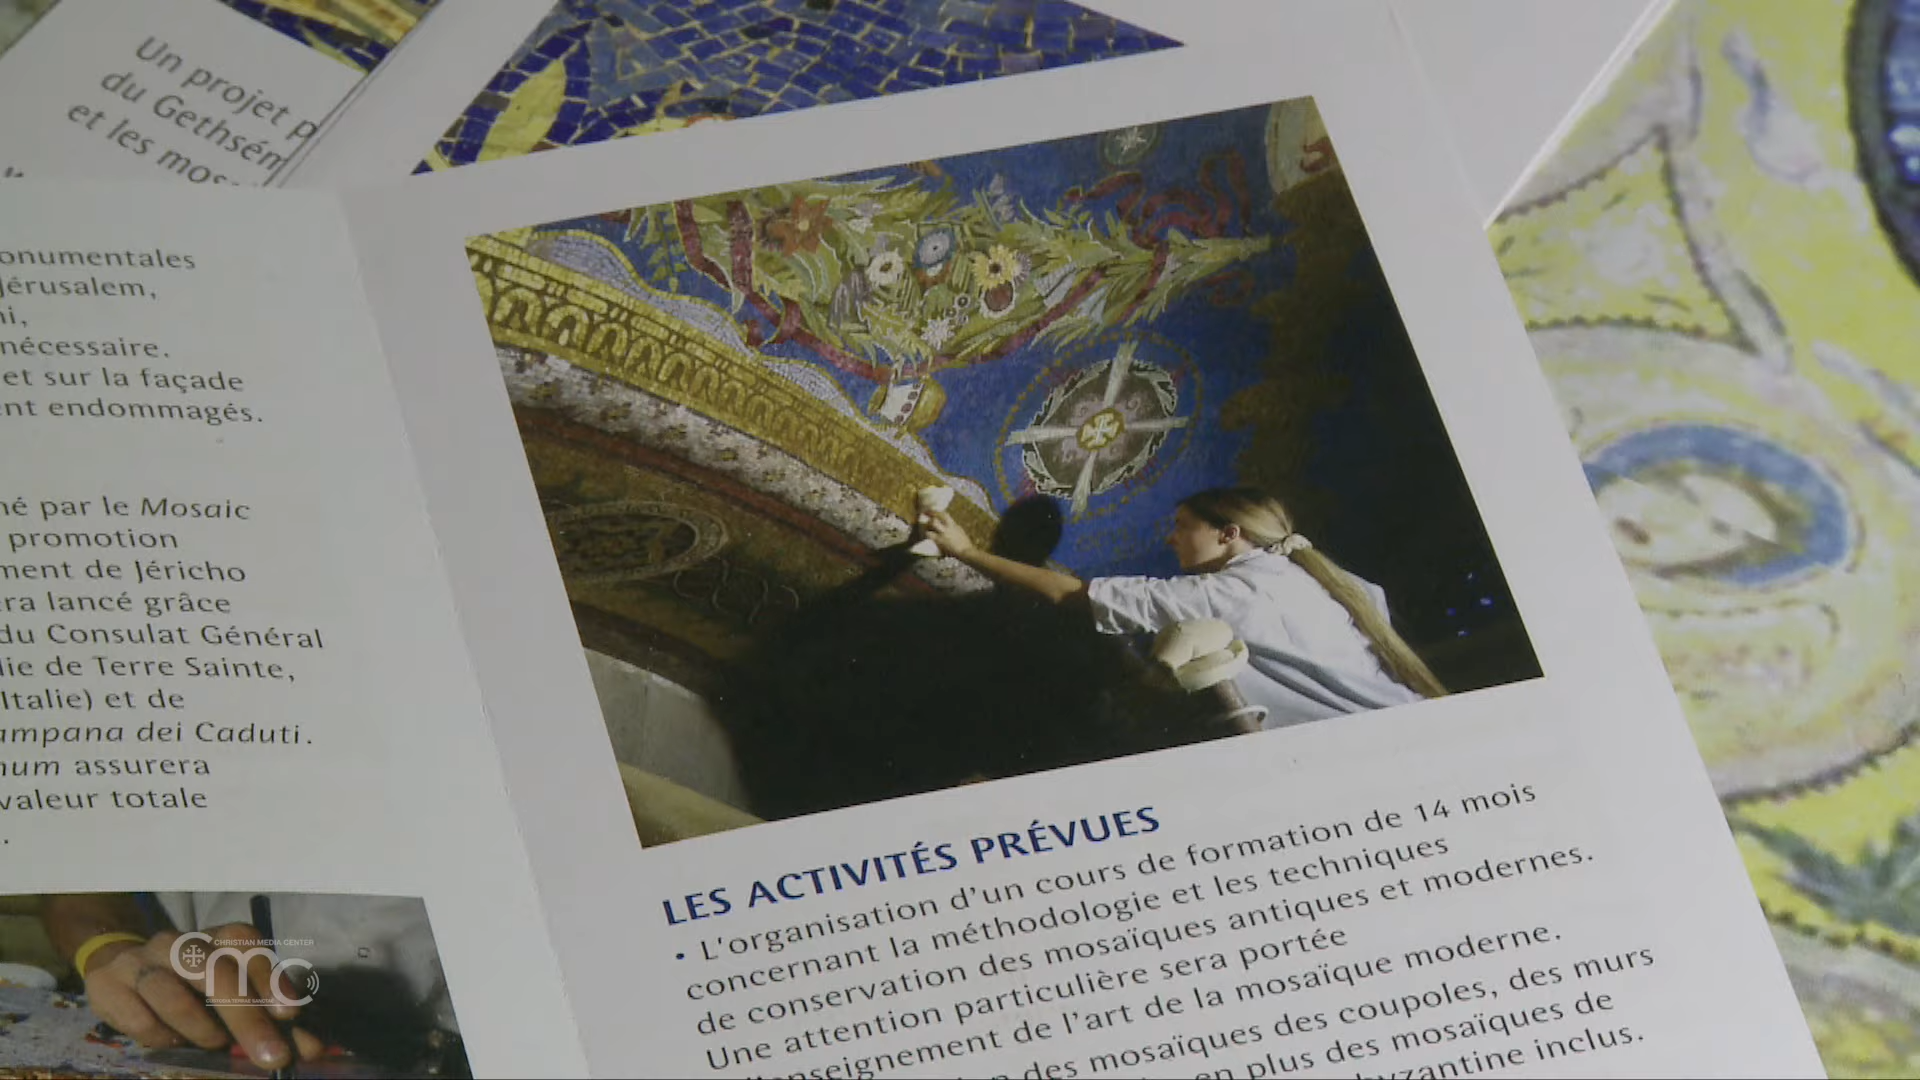 Un projet p
du Gethsém
et les mos
onumentales
Jérusalem,
ni,
nécessaire.
et sur la façade
ent endommagés.
né par le Mosaic
promotion
ment de Jéricho
era lancé grâce
du Consulat Général
die de Terre Sainte,
Italie) et de
ampana dei Caduti.
num assurera
valeur totale
LES ACTIVITÉS PRÉVUES
• L'organisation d'un cours de formation de 14 mois
concernant la méthodologie et les techniques
de conservation des mosaïques antiques et modernes.
Une attention particulière sera portée
l'enseignement de l'art de la mosaïque moderne.
des mosaïques des coupoles, des murs
en plus des mosaïques de
byzantine inclus.
CHRISTIAN MEDIA CENTER
cmc
CUSTODIA TERRAE SANCTAE